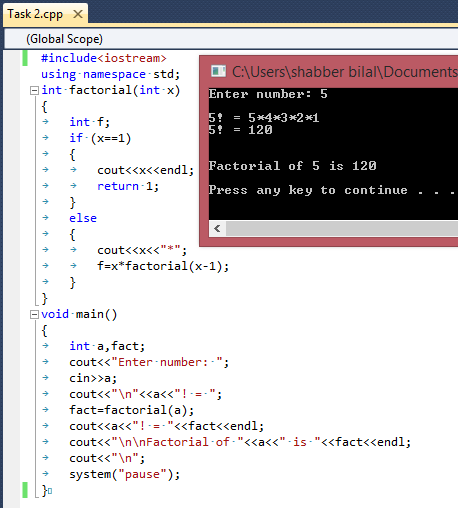 Task 2.cpp
(Global Scope)
#include<iostream>
using namespace std;
int factorial(int x)
{
int f;
if (x==1)
{
cout<<x<<endl;
return 1;
}
else
{
cout<<x<<"*";
f=x*factorial(x-1);
}
}
void main()
{
int a,fact;
cout<<"Enter number: ";
cin>>a;
cout<<"\n"<<a<<"! = ";
fact=factorial(a);
cout<<a<<"! = "<<fact<<endl;
cout<<"\n\nFactorial of "<<a<<" is "<<fact<<endl;
cout<<"\n";
system("pause");
}
C:\Users\shabber bilal\Documents
Enter number: 5
5! = 5*4*3*2*1
5! = 120
Factorial of 5 is 120
Press any key to continue . . .